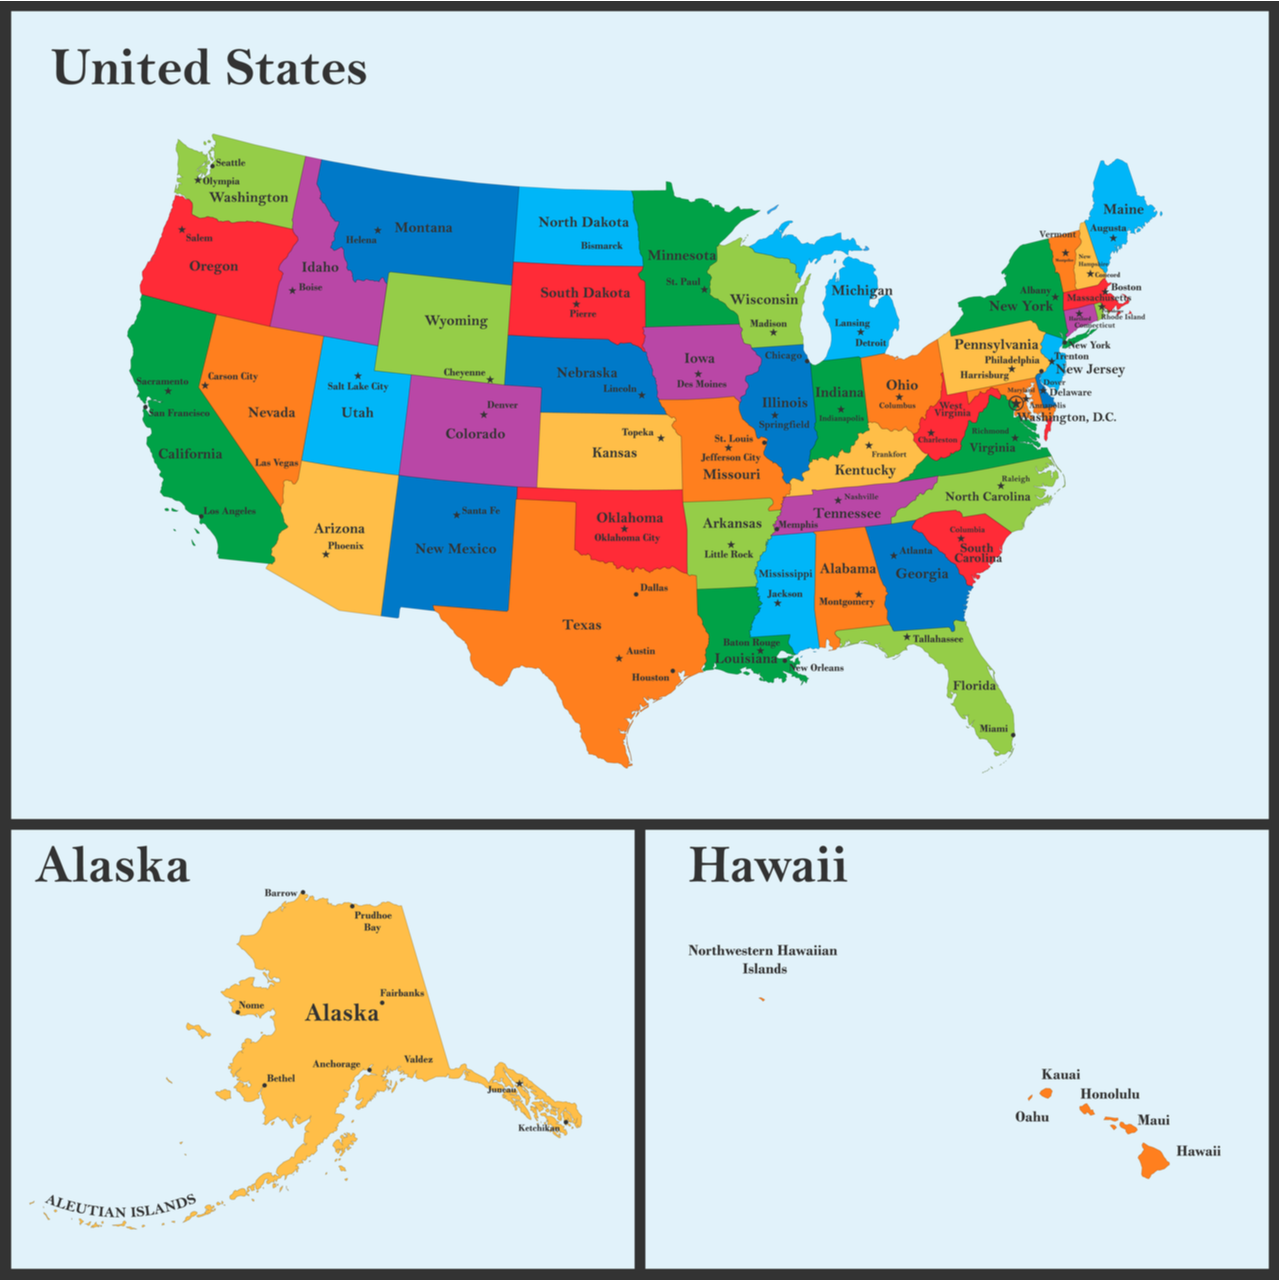 United States
Seattle
Olympia
Washington
Salem
Oregon
Helena
Montana
Idaho
Boise
North Dakota
Bismarck
South Dakota
Pierre
Minnesota
St. Paul
Wisconsin
Madison
Michigan
Lansing
Detroit
Maine
Augusta
Vermont
New
Hampshire
Concord
Albany
New York
Boston
Massachusetts
Hartford
Rhode Island
Connecticut
Wyoming
Cheyenne
Nebraska
Lincoln
Iowa
Des Moines
Chicago
Illinois
Springfield
Indiana
Indianapolis
Ohio
Columbus
Pennsylvania
Philadelphia
Harrisburg
New York
Trenton
New Jersey
Dover
Delaware
Maryland
Annapolis
Washington, D.C.
West
Virginia
Charleston
Richmond
Virginia
Sacramento
San Francisco
California
Los Angeles
Carson City
Nevada
Las Vegas
Salt Lake City
Utah
Denver
Colorado
Topeka
Kansas
St. Louis
Jefferson City
Missouri
Frankfort
Kentucky
Nashville
Tennessee
Memphis
Raleigh
North Carolina
Columbia
South
Carolina
Arizona
Phoenix
Santa Fe
New Mexico
Oklahoma
Oklahoma City
Arkansas
Little Rock
Mississippi
Jackson
Alabama
Montgomery
Atlanta
Georgia
Dallas
Texas
Austin
Houston
Baton Rouge
Louisiana
New Orleans
Tallahassee
Florida
Miami
Alaska
Barrow
Prudhoe
Bay
Fairbanks
Nome
Alaska
Anchorage
Valdez
Bethel
Juneau
Ketchikan
ALEUTIAN ISLANDS
Hawaii
Northwestern Hawaiian
Islands
Kauai
Honolulu
Oahu
Maui
Hawaii